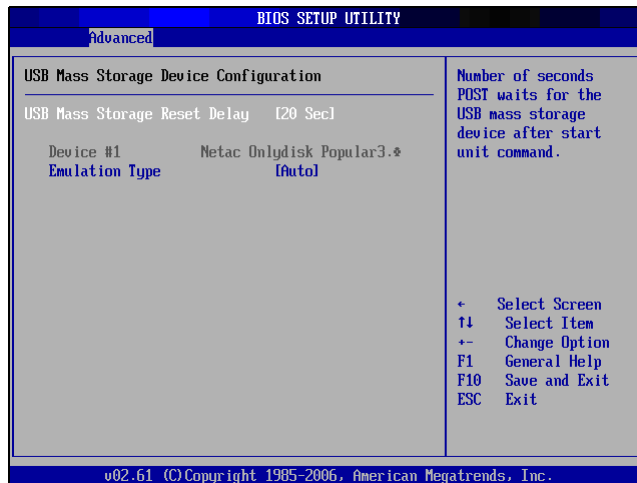 BIOS SETUP UTILITY
Advanced
USB Mass Storage Device Configuration
USB Mass Storage Reset Delay [20 Sec]
Device #1 Netac Onlydisk Popular3.
Emulation Type [Auto]
Number of seconds
POST waits for the
USB mass storage
device after start
unit command.
← Select Screen
↑↓ Select Item
+- Change Option
F1 General Help
F10 Save and Exit
ESC Exit
v02.61 (C)Copyright 1985-2006, American Megatrends, Inc.